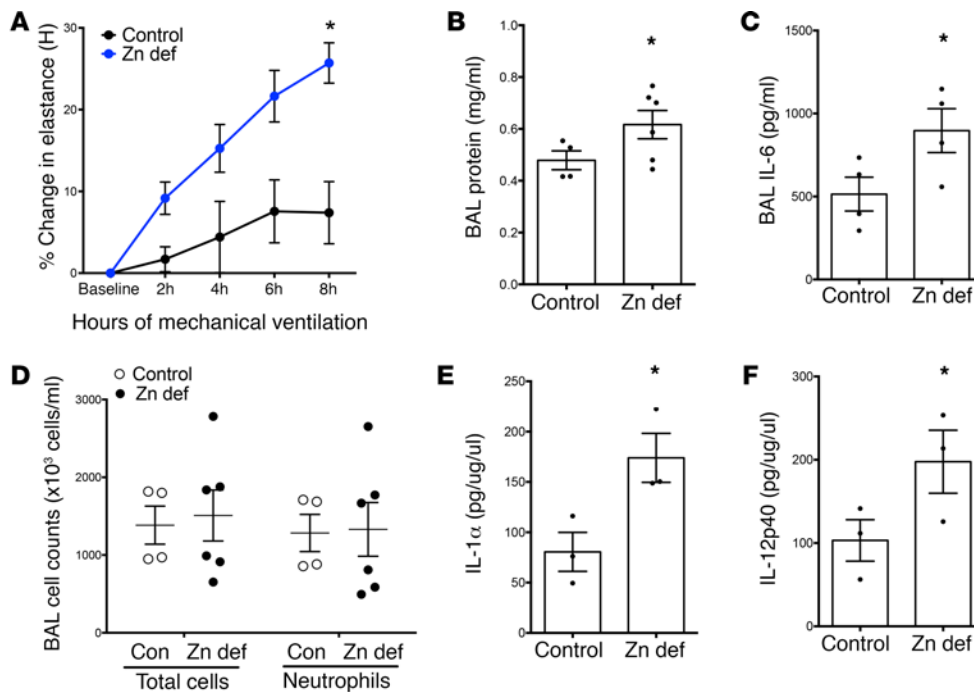 A
Control
Zn def
% Change in elastance (H)
30
20
10
0
*
Baseline 2h 4h 6h 8h
Hours of mechanical ventilation
B
BAL protein (mg/ml)
1.0
0.8
0.6
0.4
0.2
0.0
*
Control Zn def
C
BAL IL-6 (pg/ml)
1500
1000
500
0
*
Control Zn def
D
Control
Zn def
BAL cell counts (x10³ cells/ml)
3000
2000
1000
0
Con Zn def Con Zn def
Total cells Neutrophils
E
IL-1α (pg/ug/ul)
250
200
150
100
50
0
*
Control Zn def
F
IL-12p40 (pg/ug/ul)
300
200
100
0
*
Control Zn def